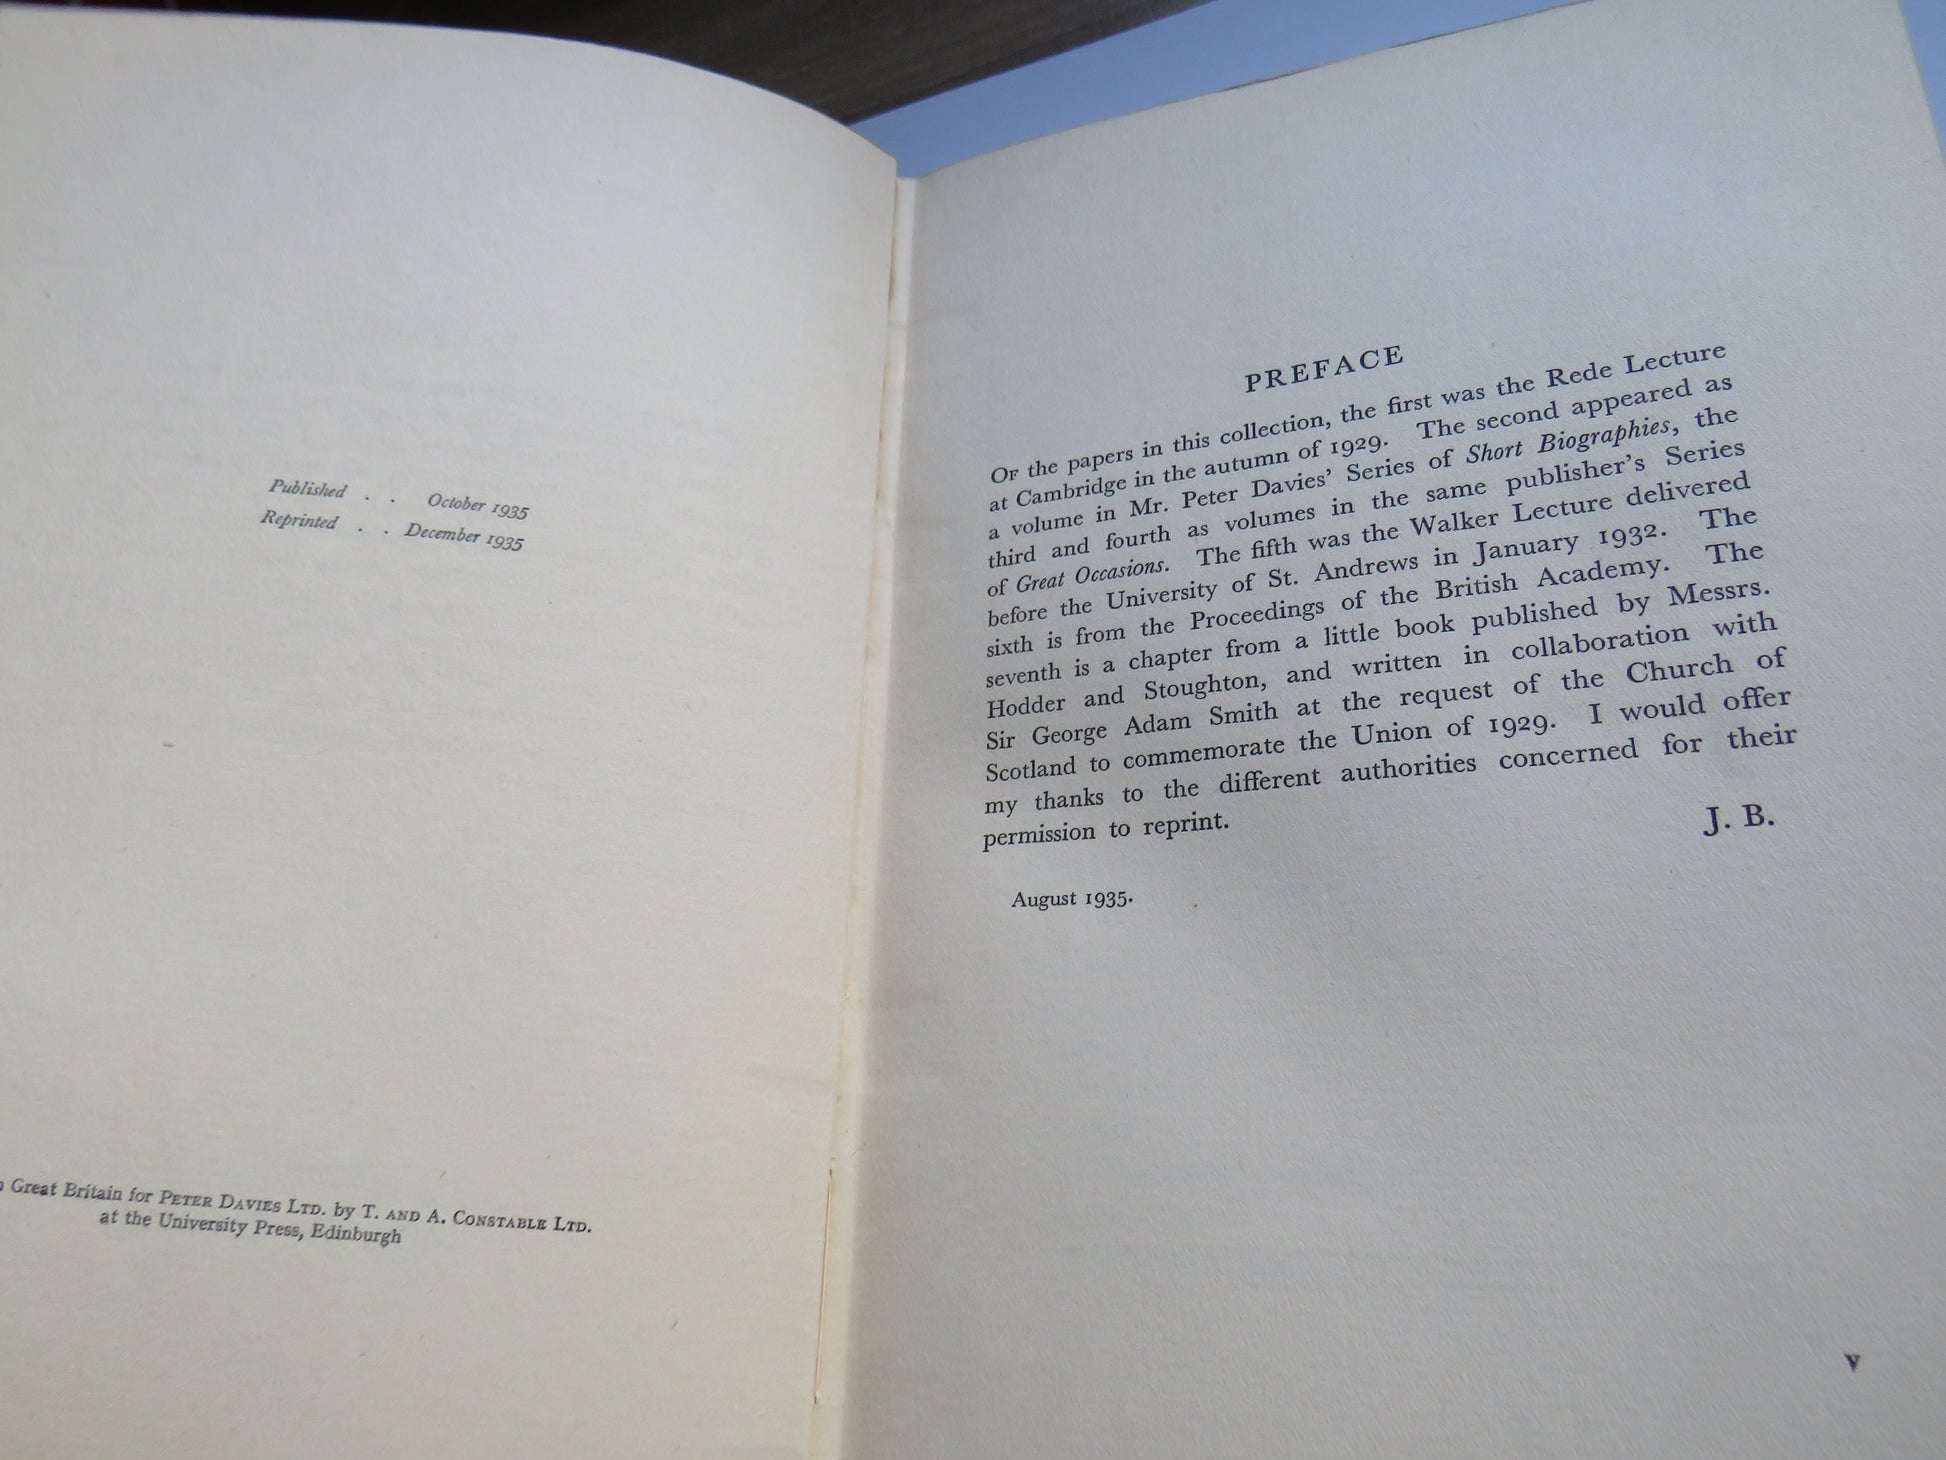 Published . . October 1935
Reprinted . . December 1935
Great Britain for PETER DAVIES LTD. by T. AND A. CONSTABLE LTD.
at the University Press, Edinburgh
PREFACE
OF the papers in this collection, the first was the Rede Lecture
at Cambridge in the autumn of 1929. The second appeared as
a volume in Mr. Peter Davies' Series of Short Biographies, the
third and fourth as volumes in the same publisher's Series
of Great Occasions. The fifth was the Walker Lecture delivered
before the University of St. Andrews in January 1932. The
sixth is from the Proceedings of the British Academy. The
seventh is a chapter from a little book published by Messrs.
Hodder and Stoughton, and written in collaboration with
Sir George Adam Smith at the request of the Church of
Scotland to commemorate the Union of 1929. I would offer
my thanks to the different authorities concerned for their
permission to reprint.
J. B.
August 1935.
v